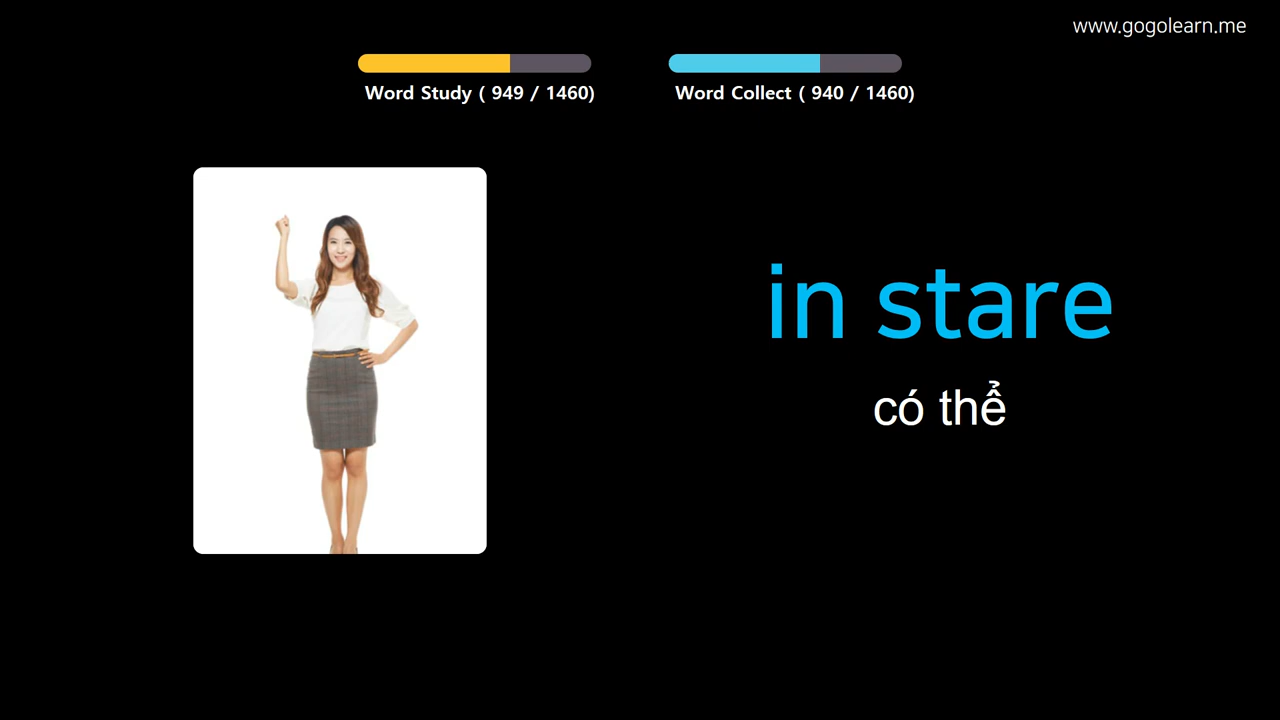 www.gogolearn.me
Word Study ( 949 / 1460)
Word Collect ( 940 / 1460)
in stare
có thể